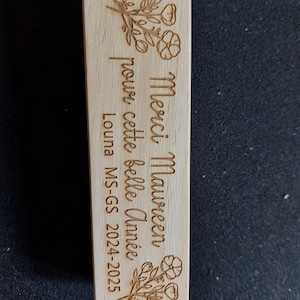 Merci Maureen
pour cette belle Année
Louna MS-GS 2024-2025